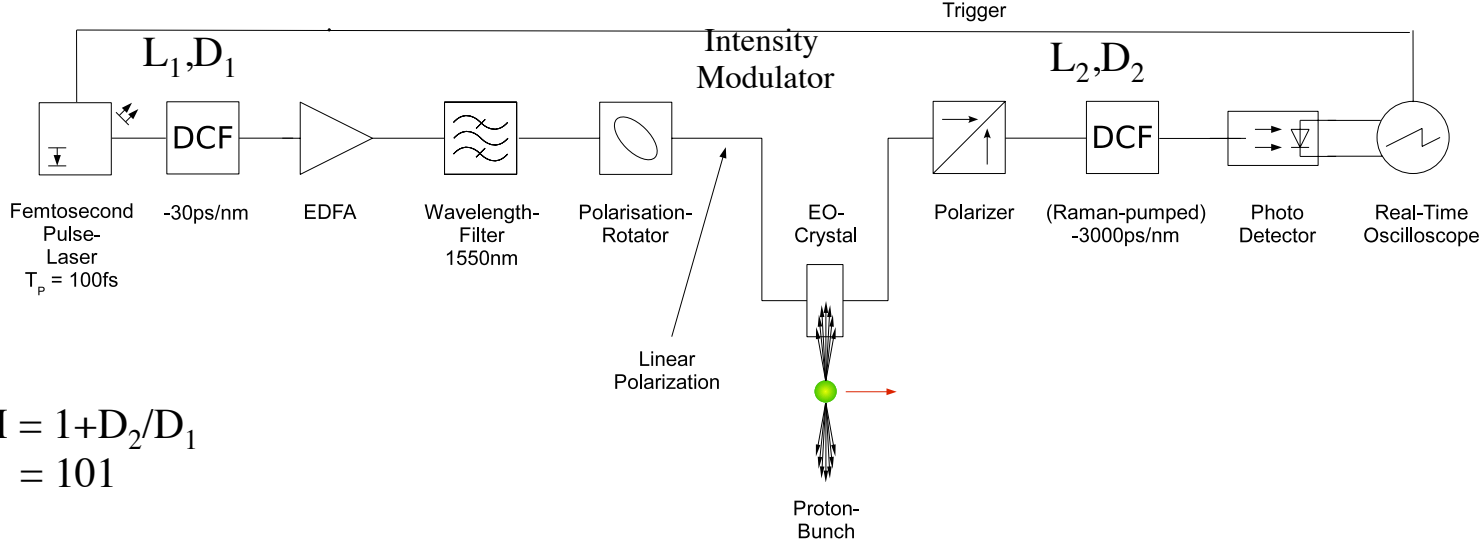 Trigger
L₁,D₁
Intensity
Modulator
L₂,D₂
DCF
DCF
Femtosecond
Pulse-
Laser
Tₚ = 100fs
-30ps/nm
EDFA
Wavelength-
Filter
1550nm
Polarisation-
Rotator
EO-
Crystal
Polarizer
(Raman-pumped)
-3000ps/nm
Photo
Detector
Real-Time
Oscilloscope
Linear
Polarization
= 1+D₂/D₁
= 101
Proton-
Bunch